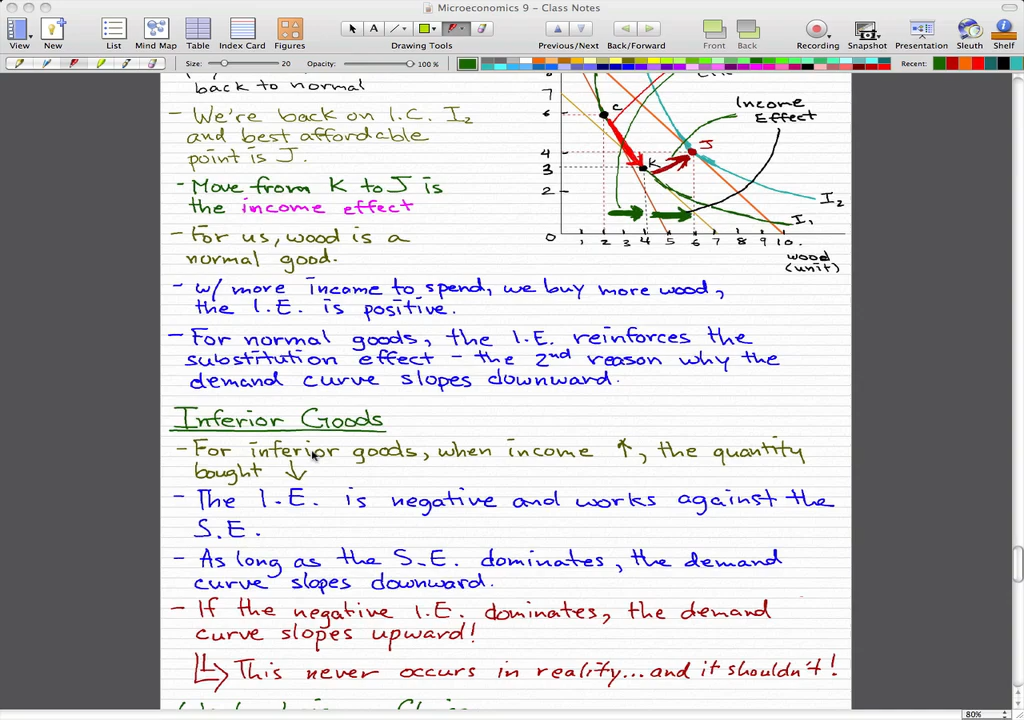 Microeconomics 9 – Class Notes
View New List Mind Map Table Index Card Figures Drawing Tools Previous/Next Back/Forward Front Back Recording Snapshot Presentation Sleuth Shelf
Size: 20 Opacity: 100 % Recent:
back to normal
- We're back on I.C. I2
and best affordable
point is J.
- Move from K to J is
the income effect
- For us, wood is a
normal good.
7
6
4
3
2
0
1 2 3 4 5 6 7 8 9 10.
C
K
J
Income
Effect
I2
I1
wood
(unit)
- w/ more income to spend, we buy more wood,
the I.E. is positive.
- For normal goods, the I.E. reinforces the
substitution effect - the 2nd reason why the
demand curve slopes downward.
Inferior Goods
- For inferior goods, when income ↑, the quantity
bought ↓
- The I.E. is negative and works against the
S.E.
- As long as the S.E. dominates, the demand
curve slopes downward.
- If the negative I.E. dominates, the demand
curve slopes upward!
↳ This never occurs in reality... and it shouldn't!
80%